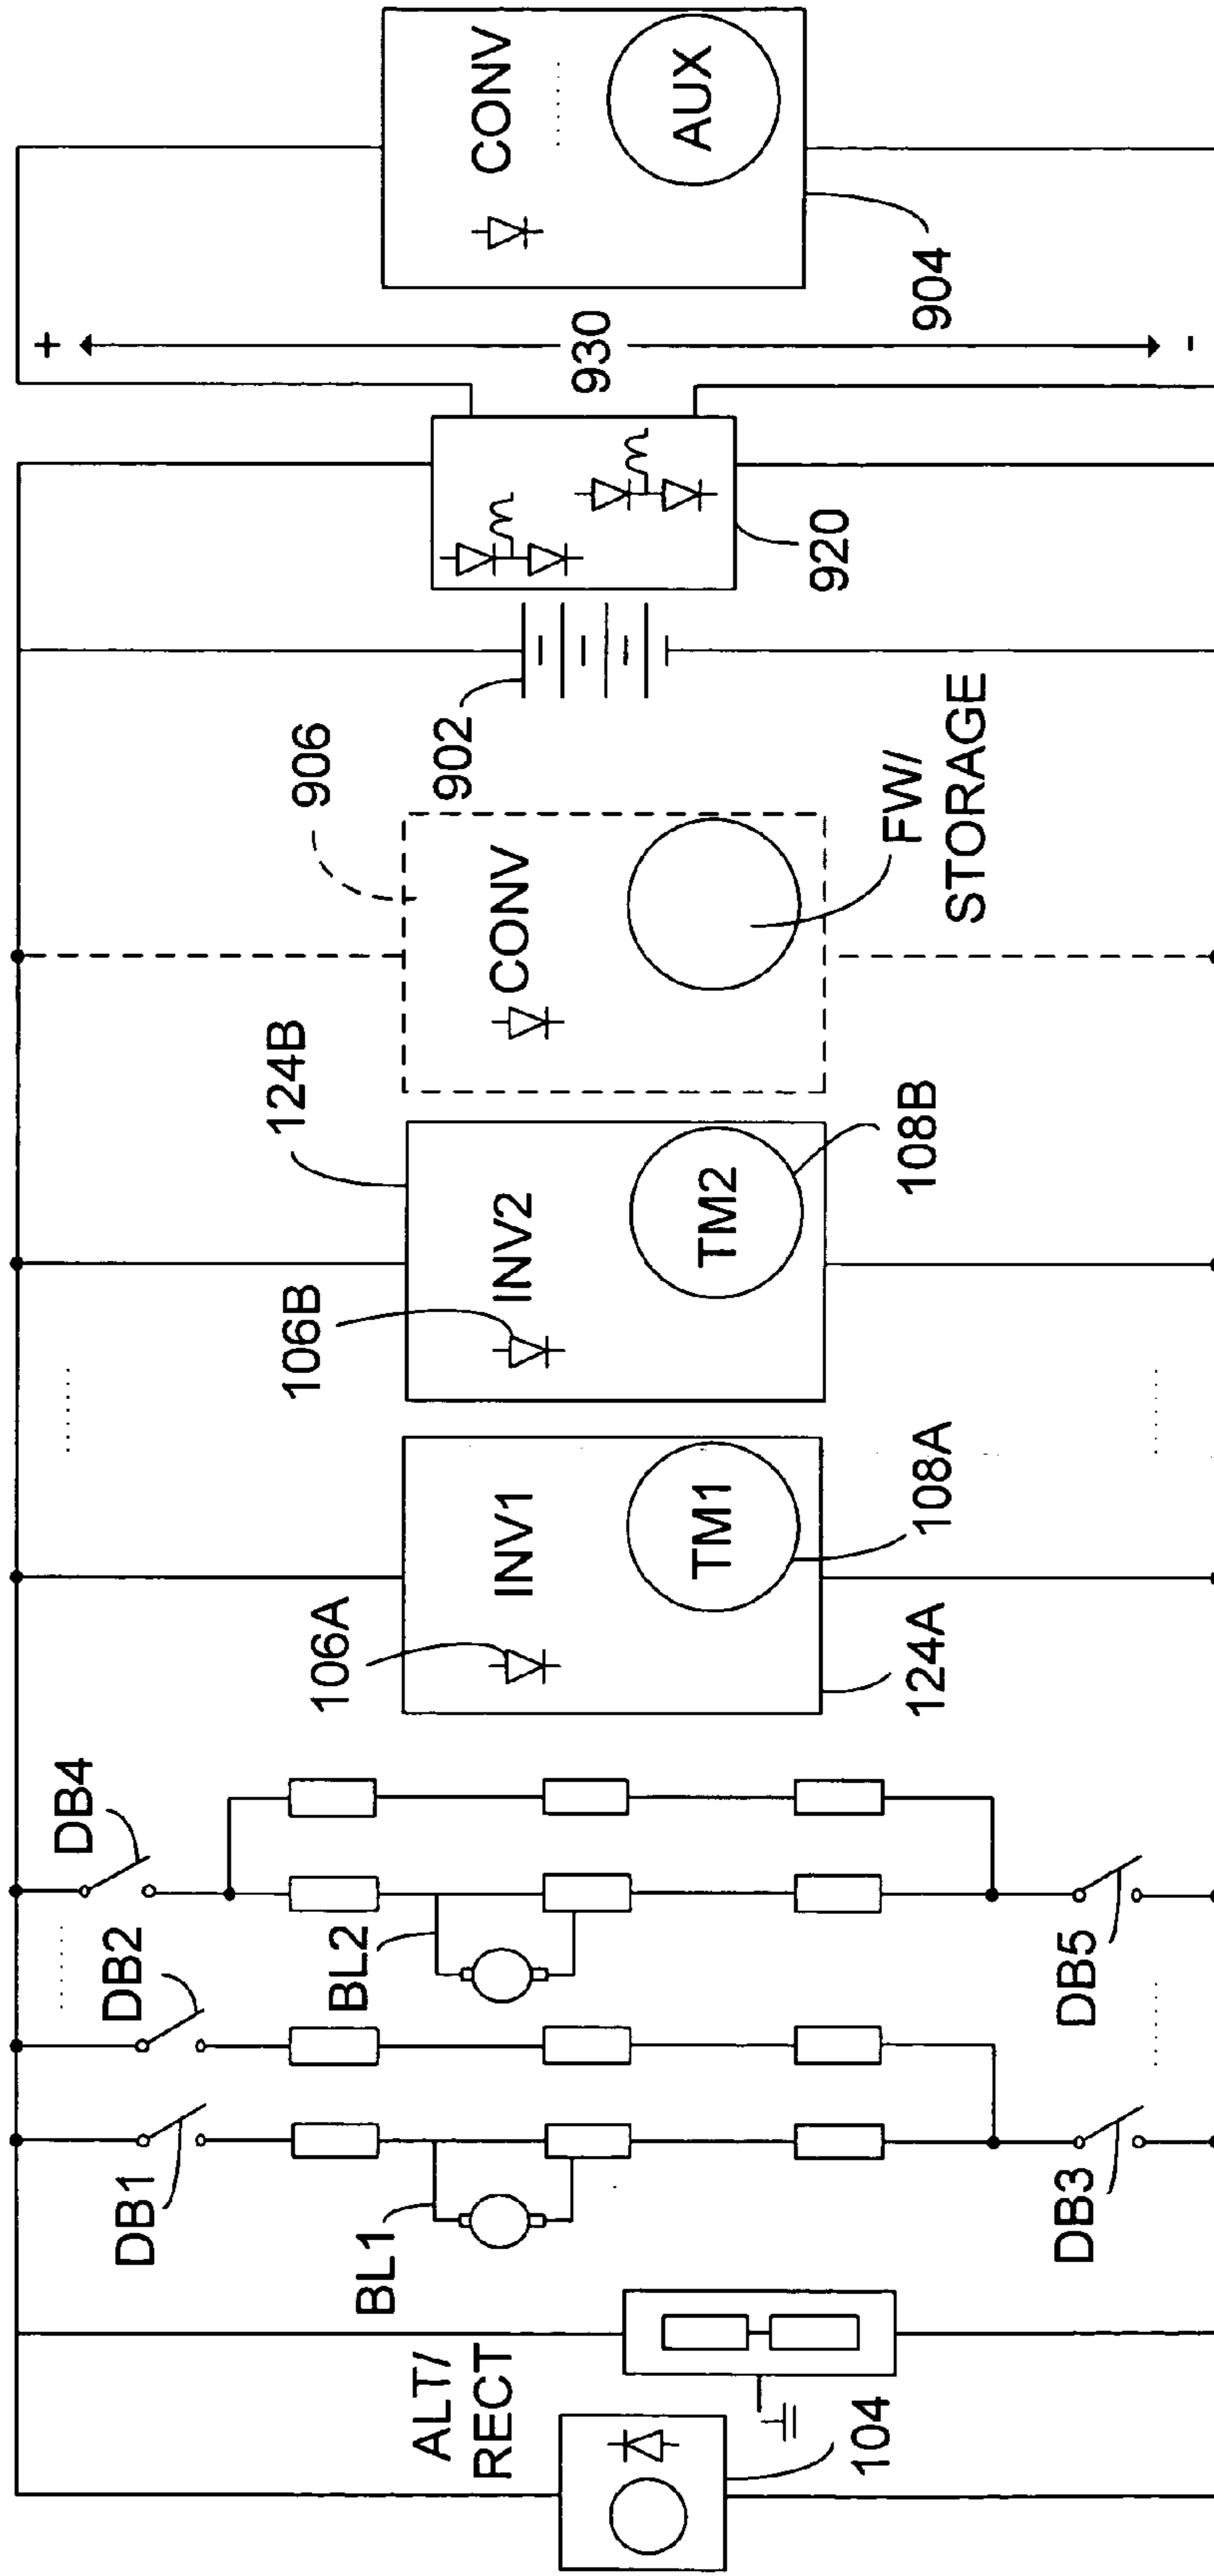 ALT/
RECT
104
BL1
DB1
DB3
DB2
BL2
DB4
DB5
106A
INV1
TM1
108A
124A
106B
124B
INV2
TM2
108B
906
CONV
FW/
STORAGE
902
920
+
930
-
CONV
AUX
904